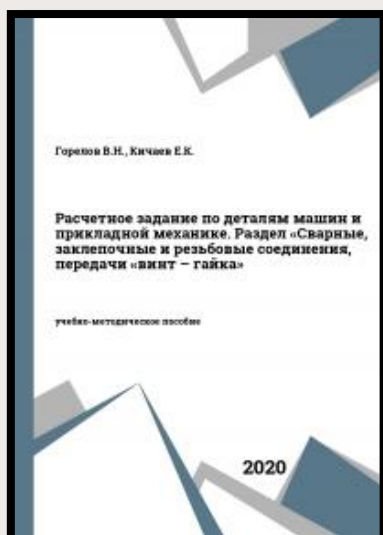 Горелов В.Н., Кичаев Е.К.
Расчетное задание по деталям машин и
прикладной механике. Раздел «Сварные,
заклепочные и резьбовые соединения,
передачи «винт – гайка»
учебно-методическое пособие
2020